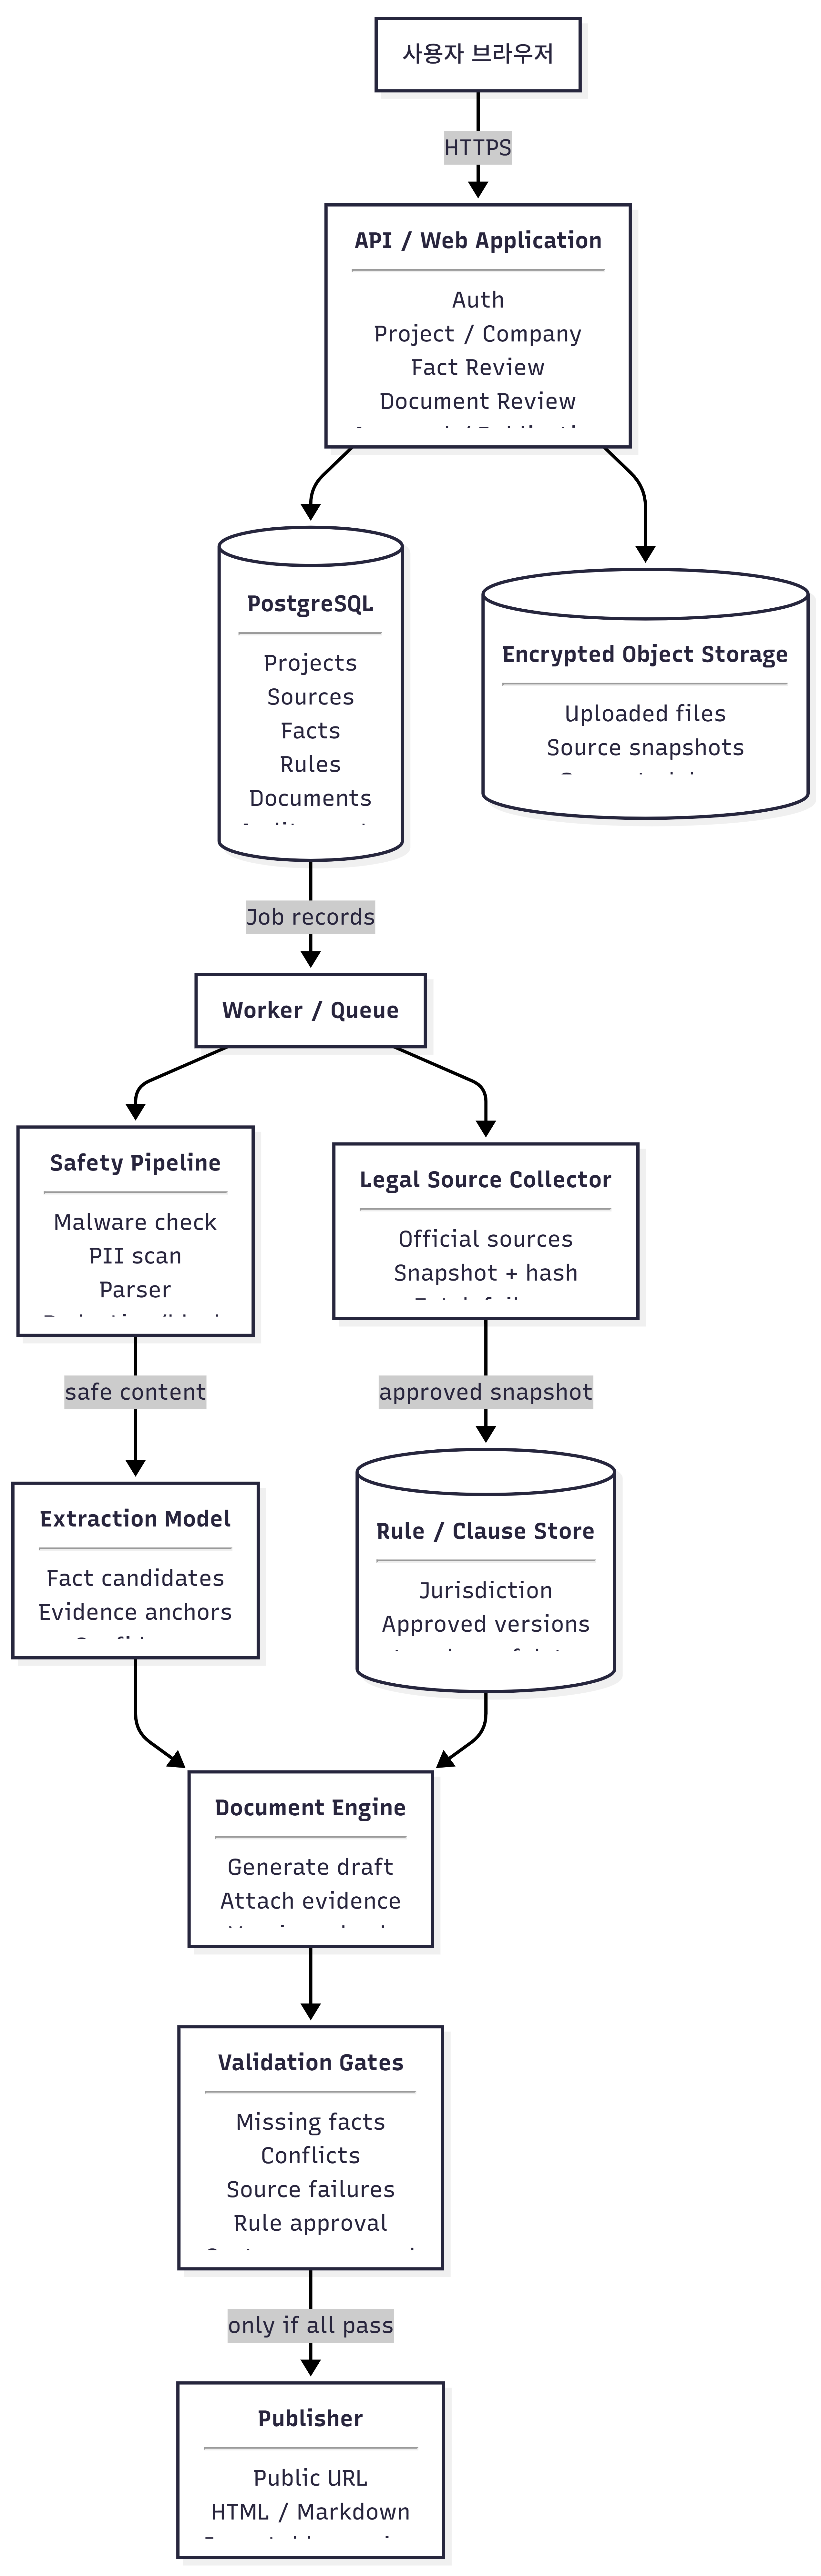 사용자 브라우저
HTTPS
API / Web Application
Auth
Project / Company
Fact Review
Document Review
PostgreSQL
Projects
Sources
Facts
Rules
Documents
Encrypted Object Storage
Uploaded files
Source snapshots
Job records
Worker / Queue
Safety Pipeline
Malware check
PII scan
Parser
Legal Source Collector
Official sources
Snapshot + hash
safe content
approved snapshot
Extraction Model
Fact candidates
Evidence anchors
Rule / Clause Store
Jurisdiction
Approved versions
Document Engine
Generate draft
Attach evidence
Validation Gates
Missing facts
Conflicts
Source failures
Rule approval
only if all pass
Publisher
Public URL
HTML / Markdown